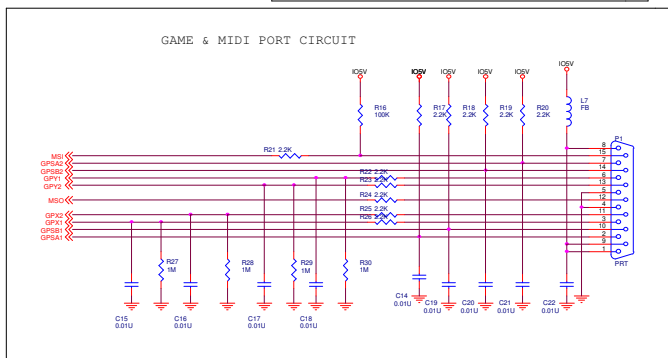 GAME & MIDI PORT CIRCUIT
IO5V IO5V IO5V IO5V IO5V IO5V
R16 100K
R17 2.2K
R18 2.2K
R19 2.2K
R20 2.2K
L7 FB
P1
R21 2.2K
MSI
GPSA2
GPSB2
GPY1
GPY2
MSO
GPX2
GPX1
GPSB1
GPSA1
R22 2.2K
R23 2.2K
R24 2.2K
R25 2.2K
R26 2.2K
8
15
7
14
6
13
5
12
4
11
3
10
2
9
1
PRT
R27 1M
R28 1M
R29 1M
R30 1M
C15 0.01U
C16 0.01U
C17 0.01U
C18 0.01U
C14 0.01U
C19 0.01U
C20 0.01U
C21 0.01U
C22 0.01U